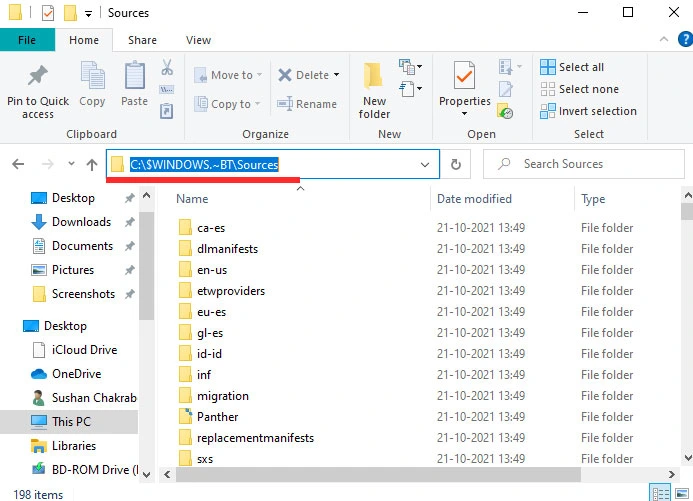 Sources
File Home Share View
Pin to Quick access
Copy
Paste
Clipboard
Move to
Copy to
Delete
Rename
Organize
New folder
New
Properties
Open
Select all
Select none
Invert selection
Select
C:\$WINDOWS.~BT\Sources
Search Sources
Desktop
Downloads
Documents
Pictures
Screenshots
Desktop
iCloud Drive
OneDrive
Sushan Chakrab
This PC
Libraries
BD-ROM Drive (
Name Date modified Type
ca-es 21-10-2021 13:49 File folder
dlmanifests 21-10-2021 13:49 File folder
en-us 21-10-2021 13:49 File folder
etwproviders 21-10-2021 13:49 File folder
eu-es 21-10-2021 13:49 File folder
gl-es 21-10-2021 13:49 File folder
id-id 21-10-2021 13:49 File folder
inf 21-10-2021 13:49 File folder
migration 21-10-2021 13:49 File folder
Panther 21-10-2021 13:49 File folder
replacementmanifests 21-10-2021 13:49 File folder
sxs 21-10-2021 13:49 File folder
198 items